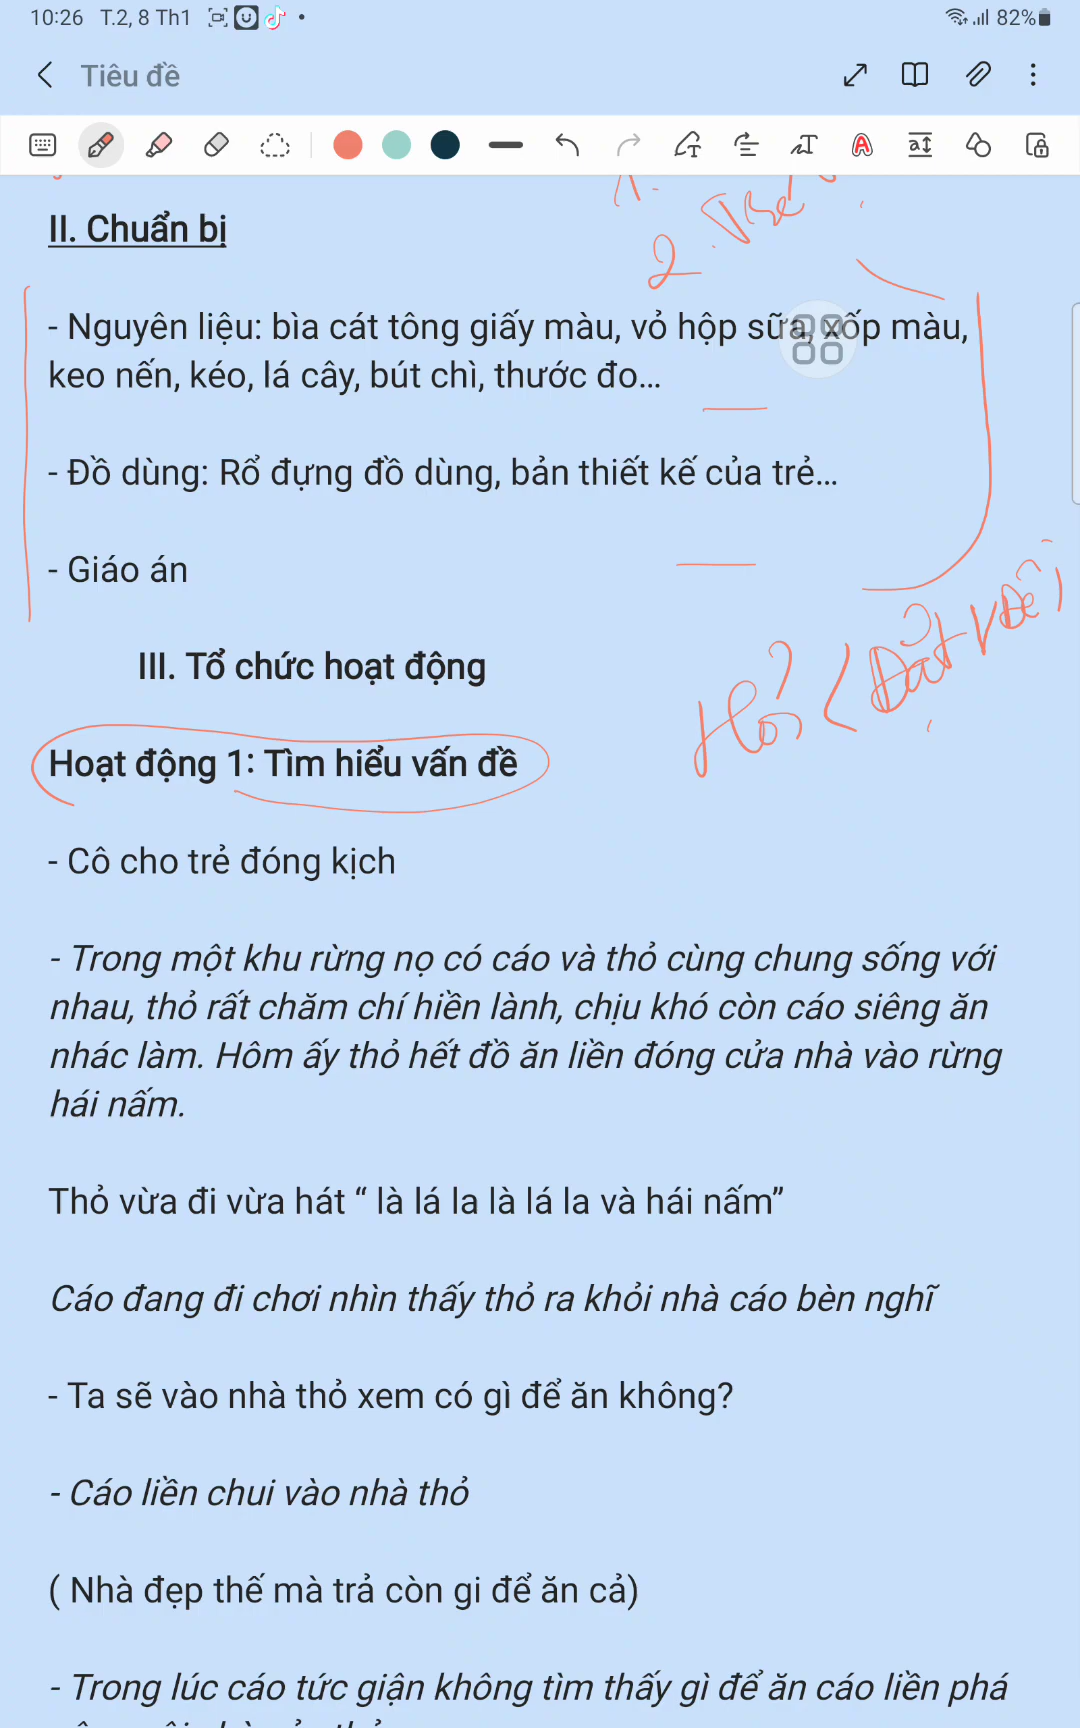 10:26 T.2, 8 Th1 82%
Tiêu đề
2.
II. Chuẩn bị
- Nguyên liệu: bìa cát tông giấy màu, vỏ hộp sữa, xốp màu,
keo nến, kéo, lá cây, bút chì, thước đo...
- Đồ dùng: Rổ đựng đồ dùng, bản thiết kế của trẻ...
- Giáo án
III. Tổ chức hoạt động
Hỏi (Đặt vđề
Hoạt động 1: Tìm hiểu vấn đề
- Cô cho trẻ đóng kịch
- Trong một khu rừng nọ có cáo và thỏ cùng chung sống với
nhau, thỏ rất chăm chí hiền lành, chịu khó còn cáo siêng ăn
nhác làm. Hôm ấy thỏ hết đồ ăn liền đóng cửa nhà vào rừng
hái nấm.
Thỏ vừa đi vừa hát “ là lá la là lá la và hái nấm”
Cáo đang đi chơi nhìn thấy thỏ ra khỏi nhà cáo bèn nghĩ
- Ta sẽ vào nhà thỏ xem có gì để ăn không?
- Cáo liền chui vào nhà thỏ
( Nhà đẹp thế mà trả còn gi để ăn cả)
- Trong lúc cáo tức giận không tìm thấy gì để ăn cáo liền phá